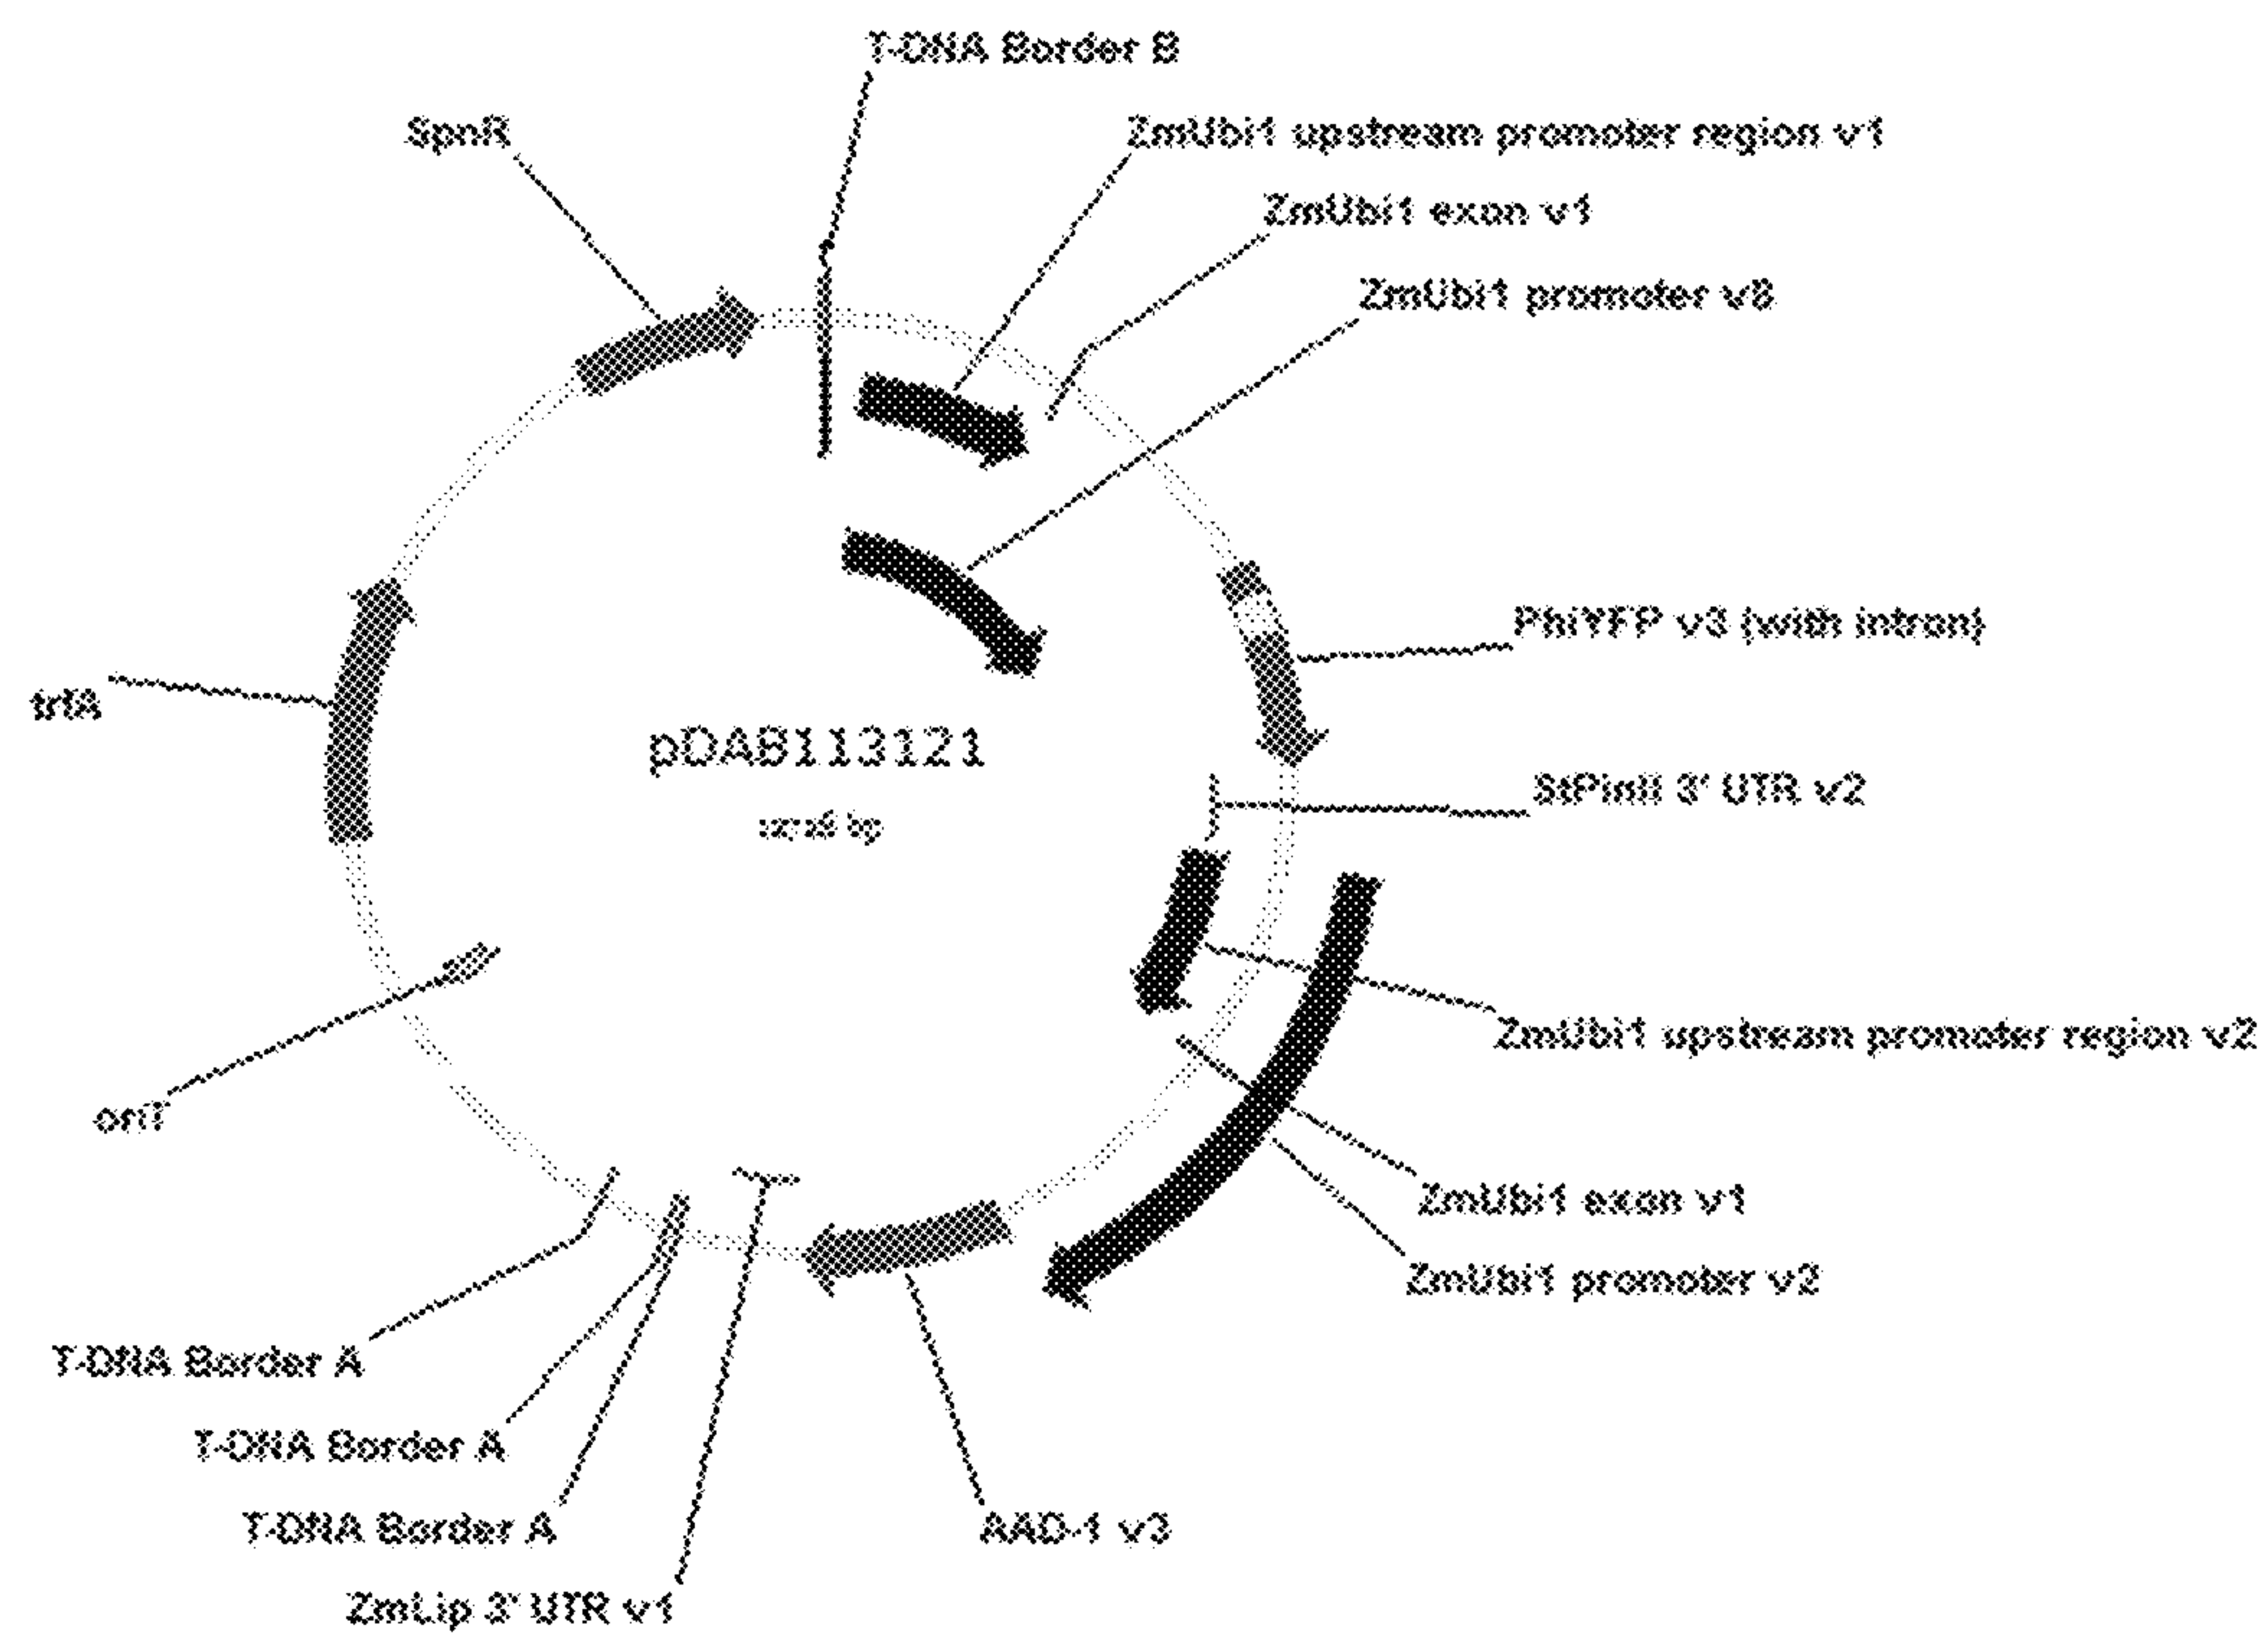 T-DNA Border B
SpnR
ZmUbi1 upstream promoter region v1
ZmUbi1 exon v1
ZmUbi1 promoter v8
PhiYFP v3 (with intron)
trfA
pDAB113121
bp
StPinII 3' UTR v2
ZmUbi1 upstream promoter region v2
oriT
ZmUbi1 exon v1
ZmUbi1 promoter v2
T-DNA Border A
T-DNA Border A
T-DNA Border A
AAD-1 v3
ZmLip 3' UTR v1